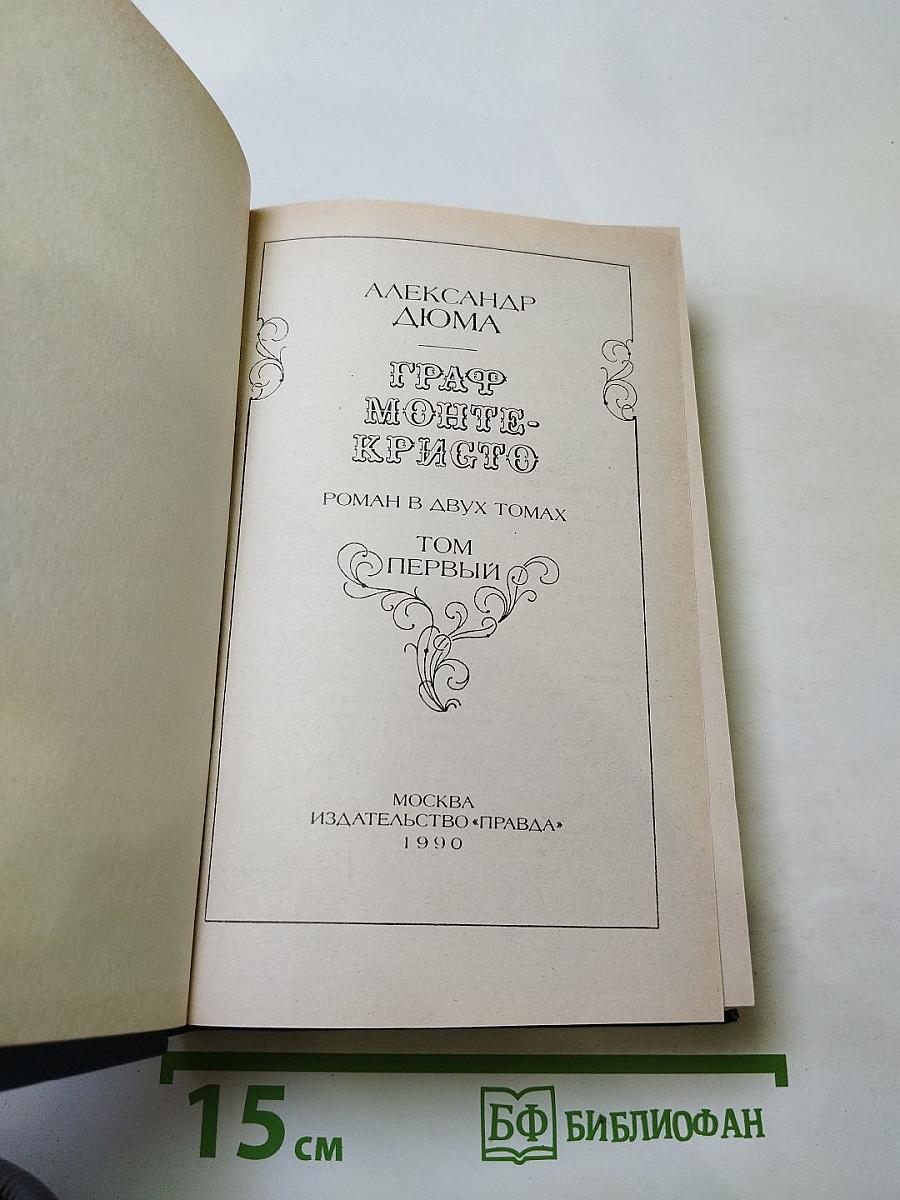 АЛЕКСАНДР
ДЮМА
ГРАФ
МОНТЕ-
КРИСТО
РОМАН В ДВУХ ТОМАХ
ТОМ
ПЕРВЫЙ
МОСКВА
ИЗДАТЕЛЬСТВО «ПРАВДА»
1990
15 см
БФ БИБЛИОФАН